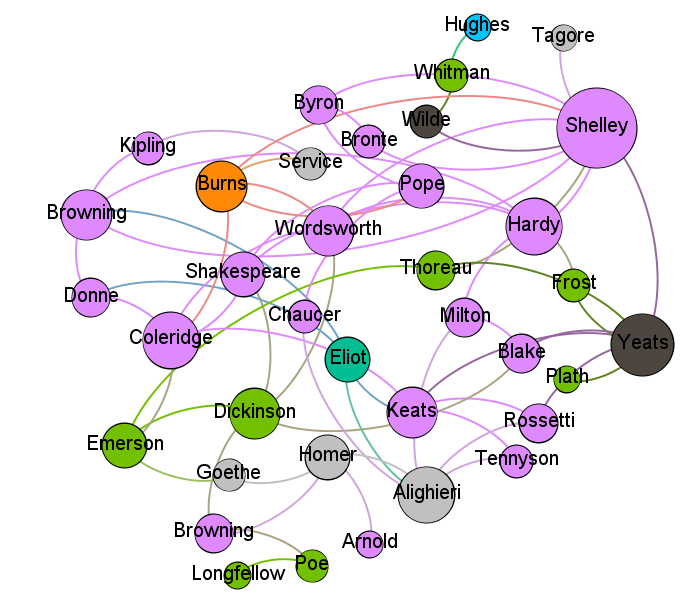 Hughes
Tagore
Whitman
Byron
Wilde
Shelley
Bronte
Kipling
Service
Burns
Pope
Browning
Wordsworth
Hardy
Shakespeare
Thoreau
Frost
Donne
Chaucer
Milton
Coleridge
Eliot
Blake
Yeats
Plath
Dickinson
Keats
Rossetti
Emerson
Homer
Tennyson
Goethe
Alighieri
Browning
Arnold
Poe
Longfellow